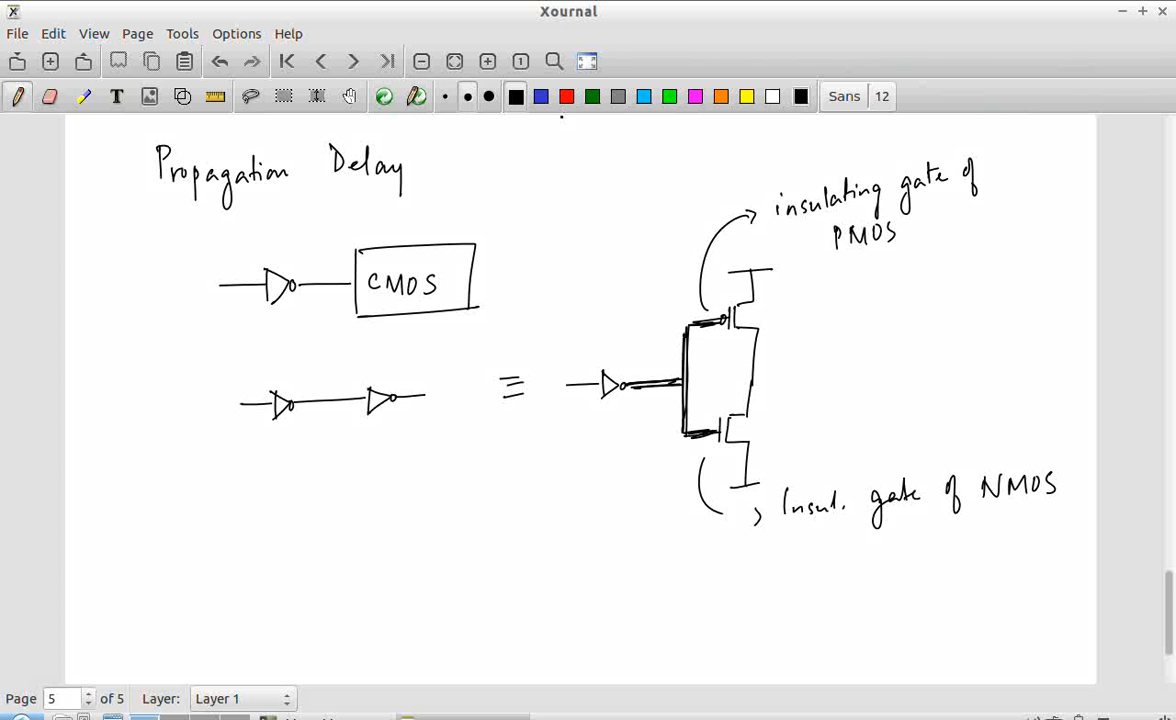 Xournal
File Edit View Page Tools Options Help
Sans 12
Propagation Delay
insulating gate of
PMOS
CMOS
≡
Insul. gate of NMOS
Page 5 of 5 Layer: Layer 1